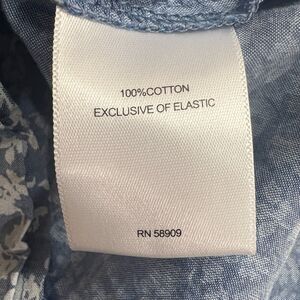 100%COTTON
EXCLUSIVE OF ELASTIC
RN 58909